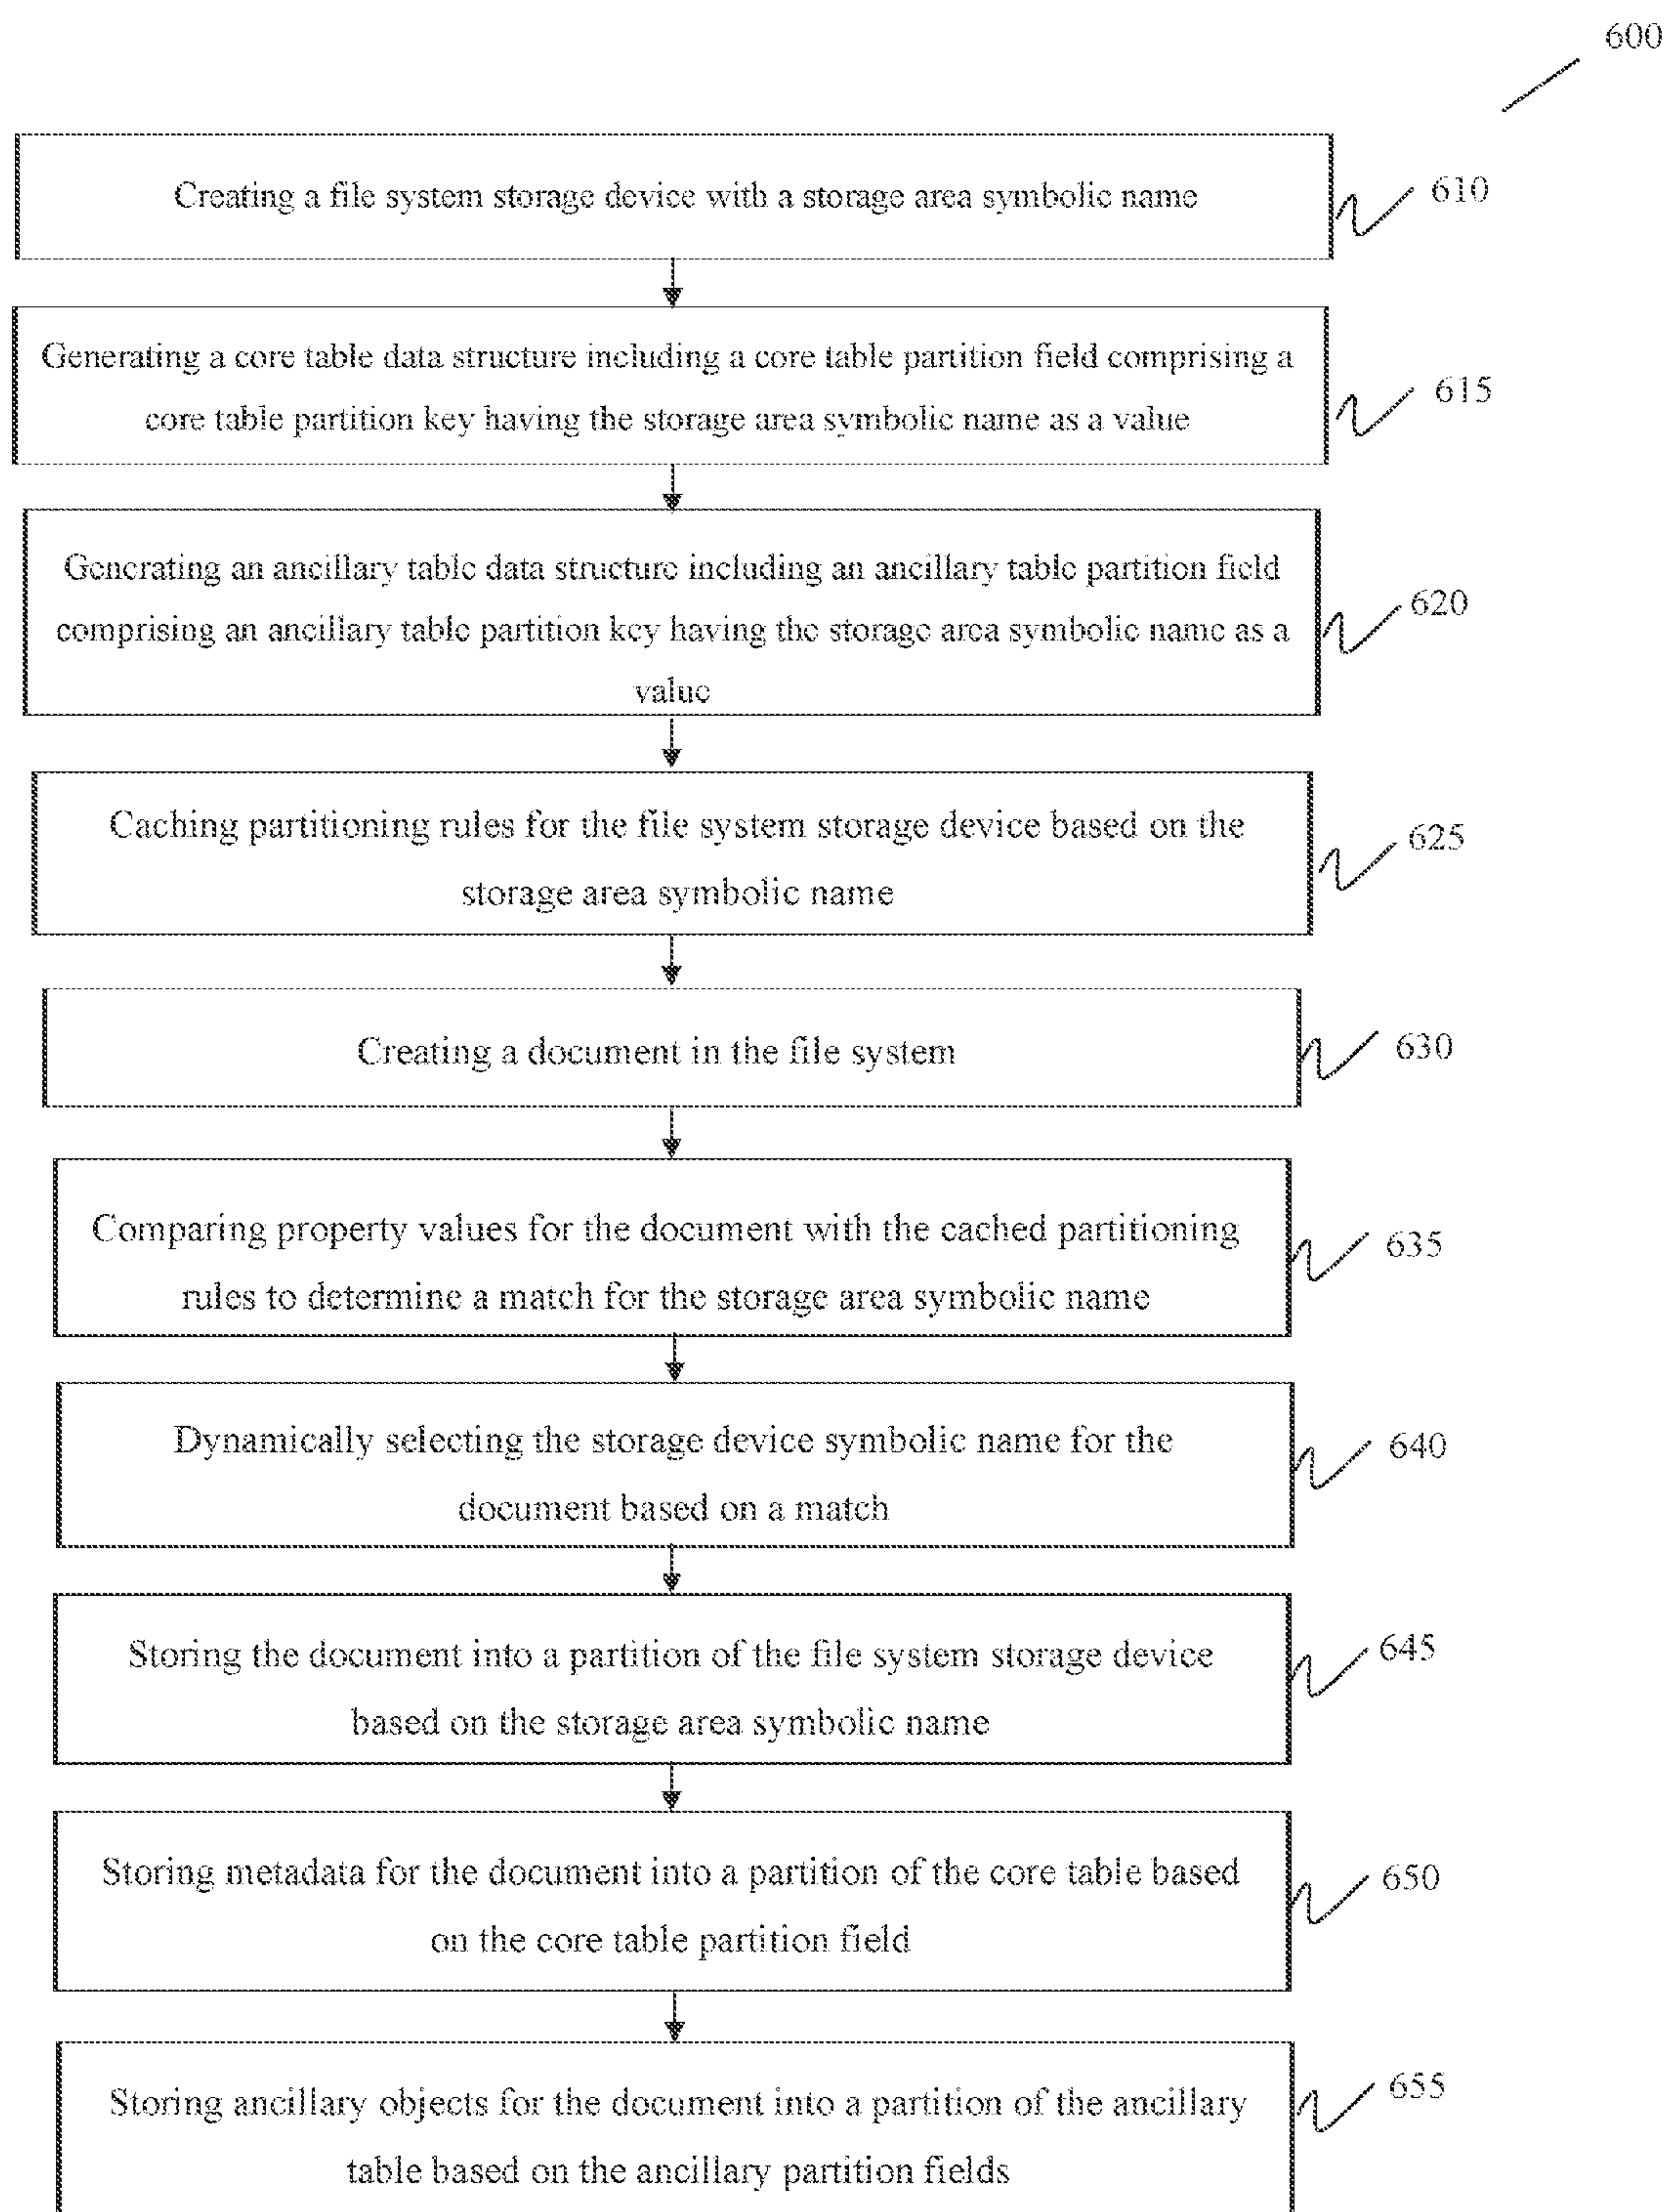 600
Creating a file system storage device with a storage area symbolic name
610
Generating a core table data structure including a core table partition field comprising a
core table partition key having the storage area symbolic name as a value
615
Generating an ancillary table data structure including an ancillary table partition field
comprising an ancillary table partition key having the storage area symbolic name as a
value
620
Caching partitioning rules for the file system storage device based on the
storage area symbolic name
625
Creating a document in the file system
630
Comparing property values for the document with the cached partitioning
rules to determine a match for the storage area symbolic name
635
Dynamically selecting the storage device symbolic name for the
document based on a match
640
Storing the document into a partition of the file system storage device
based on the storage area symbolic name
645
Storing metadata for the document into a partition of the core table based
on the core table partition field
650
Storing ancillary objects for the document into a partition of the ancillary
table based on the ancillary partition fields
655